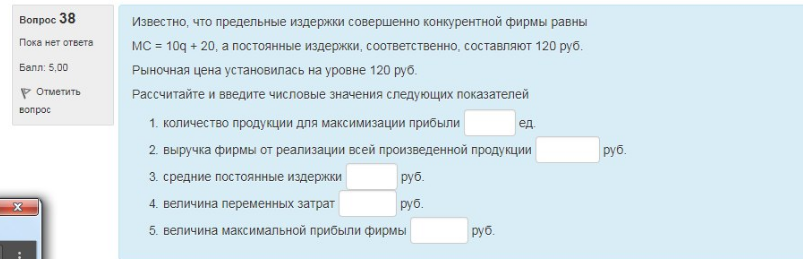 Вопрос 38
Пока нет ответа
Балл: 5,00
Отметить
вопрос
Известно, что предельные издержки совершенно конкурентной фирмы равны
MC = 10q + 20, а постоянные издержки, соответственно, составляют 120 руб.
Рыночная цена установилась на уровне 120 руб.
Рассчитайте и введите числовые значения следующих показателей
1. количество продукции для максимизации прибыли ед.
2. выручка фирмы от реализации всей произведенной продукции руб.
3. средние постоянные издержки руб.
4. величина переменных затрат руб.
5. величина максимальной прибыли фирмы руб.